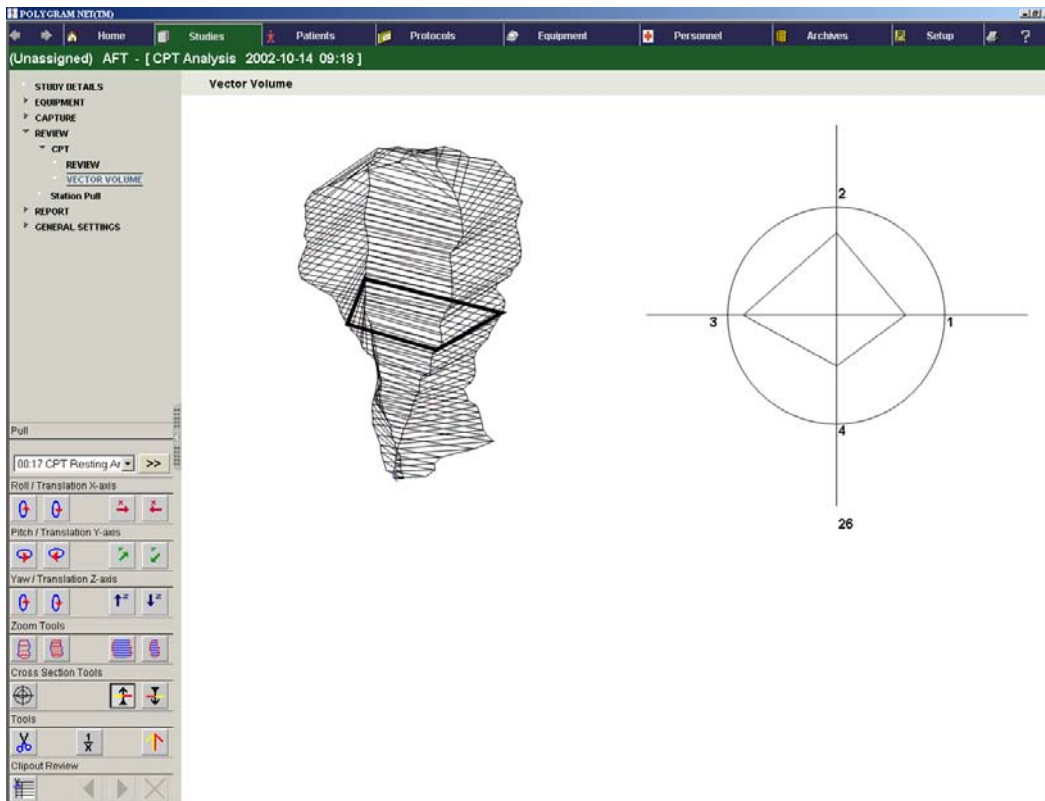 POLYGRAM NET(TM)
Home Studies Patients Protocols Equipment Personnel Archives Setup ?
(Unassigned) AFT - [ CPT Analysis 2002-10-14 09:18 ]
Vector Volume
STUDY DETAILS
EQUIPMENT
CAPTURE
REVIEW
CPT
REVIEW
VECTOR VOLUME
Station Pull
REPORT
GENERAL SETTINGS
2
3
1
4
26
Pull
00:17 CPT Resting Ar >>
Roll / Translation X-axis
x x
Pitch / Translation Y-axis
Yaw / Translation Z-axis
z z
Zoom Tools
Cross Section Tools
Tools
1
x
Clipout Review